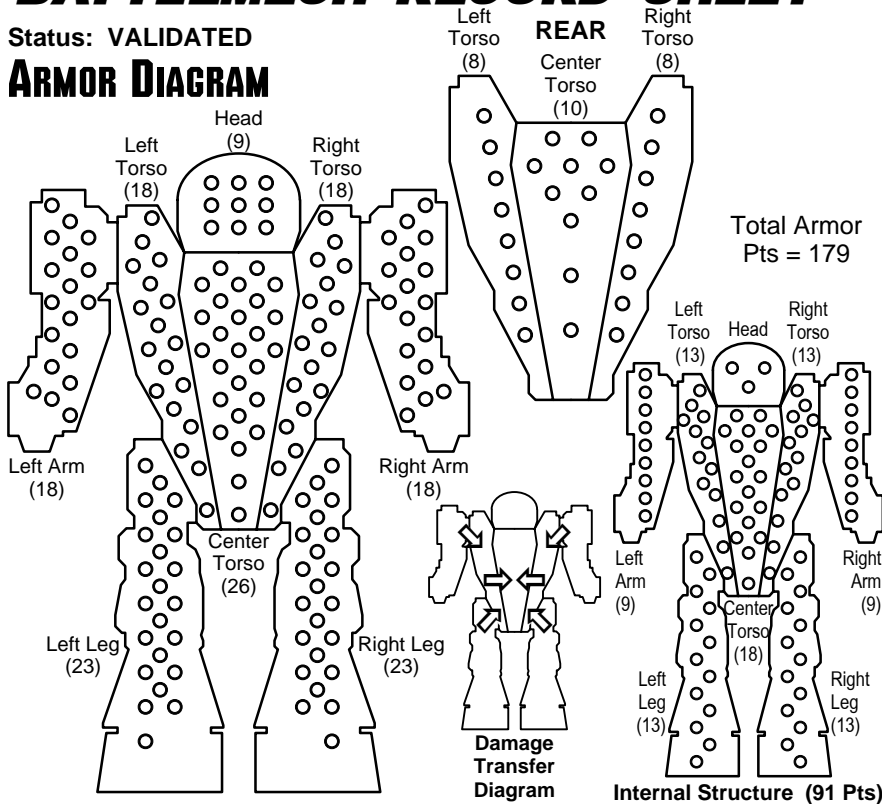 BATTLEMECH RECORD SHEET
Status: VALIDATED
ARMOR DIAGRAM
Left
Torso
(8)
REAR
Right
Torso
(8)
Center
Torso
(10)
Head
(9)
Left
Torso
(18)
Right
Torso
(18)
Total Armor
Pts = 179
Left Arm
(18)
Right Arm
(18)
Center
Torso
(26)
Left Leg
(23)
Right Leg
(23)
Left
Torso
(13)
Head
Right
Torso
(13)
Left
Arm
(9)
Right
Arm
(9)
Center
Torso
(18)
Left
Leg
(13)
Right
Leg
(13)
Damage
Transfer
Diagram
Internal Structure (91 Pts)